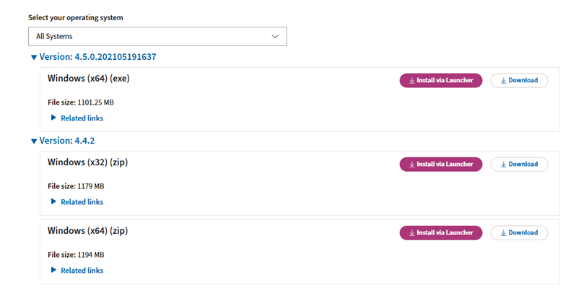 Select your operating system
All Systems
Version: 4.5.0.202105191637
Windows (x64) (exe)
Install via Launcher
Download
File size: 1101.25 MB
Related links
Version: 4.4.2
Windows (x32) (zip)
Install via Launcher
Download
File size: 1179 MB
Related links
Windows (x64) (zip)
Install via Launcher
Download
File size: 1194 MB
Related links